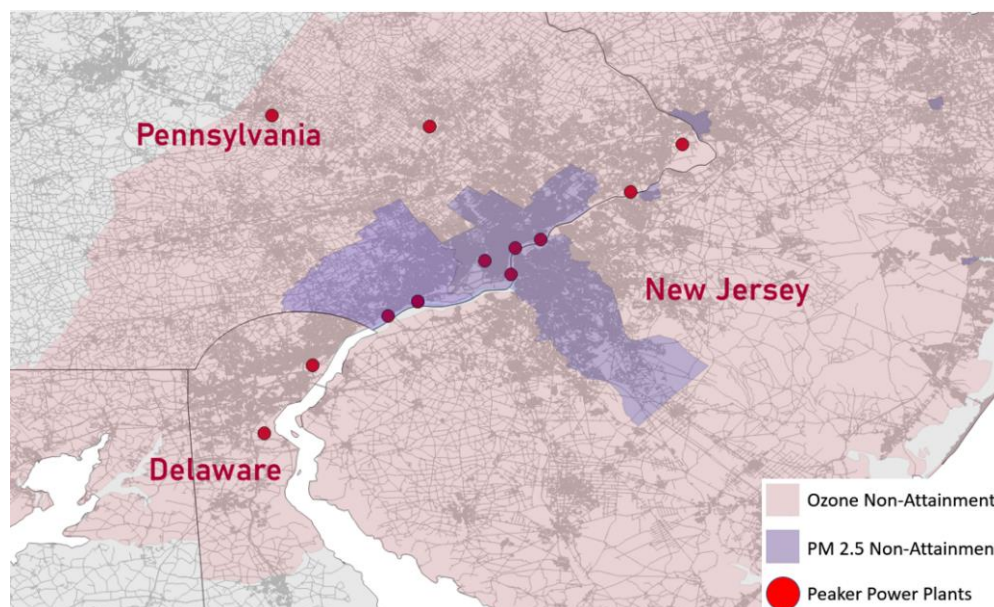 Pennsylvania
New Jersey
Delaware
Ozone Non-Attainment
PM 2.5 Non-Attainmen
Peaker Power Plants